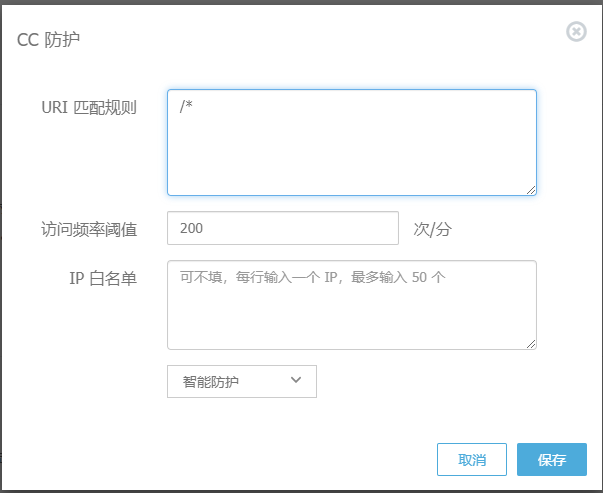 CC 防护
URI 匹配规则
/*
访问频率阈值
200
次/分
IP 白名单
可不填，每行输入一个 IP，最多输入 50 个
智能防护
取消
保存